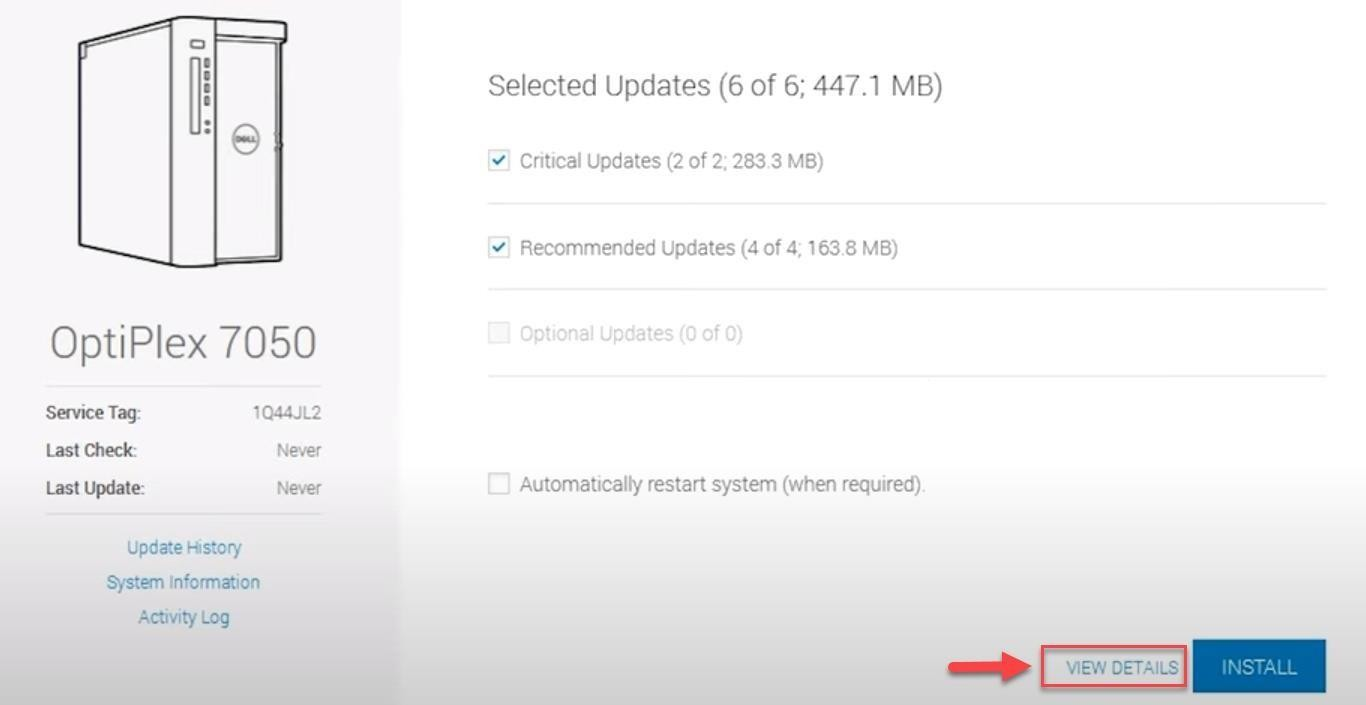 DELL
OptiPlex 7050
Service Tag: 1Q44JL2
Last Check: Never
Last Update: Never
Update History
System Information
Activity Log
Selected Updates (6 of 6; 447.1 MB)
Critical Updates (2 of 2; 283.3 MB)
Recommended Updates (4 of 4; 163.8 MB)
Optional Updates (0 of 0)
Automatically restart system (when required).
VIEW DETAILS
INSTALL